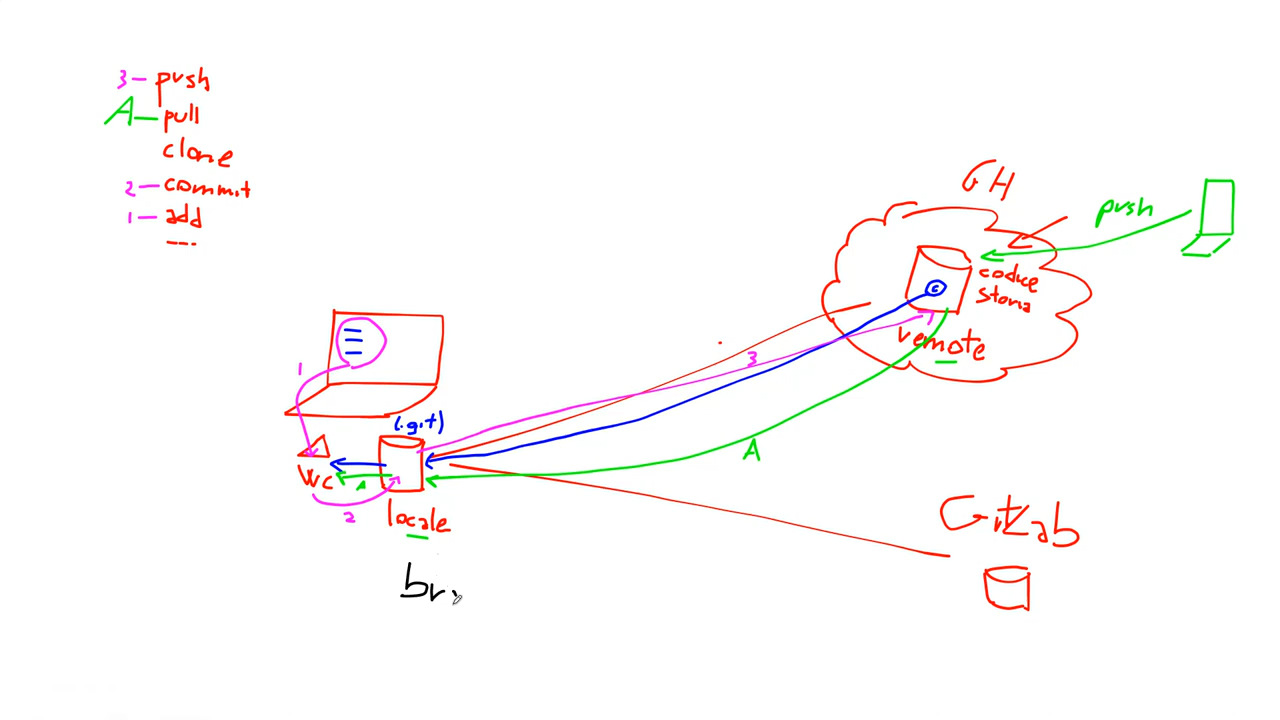 3 — push
A — pull
clone
2 — commit
1 — add
---
GH
push
codice
storia
c
remote
3
1
(.git)
A
WC
A
2
locale
GitLab
br